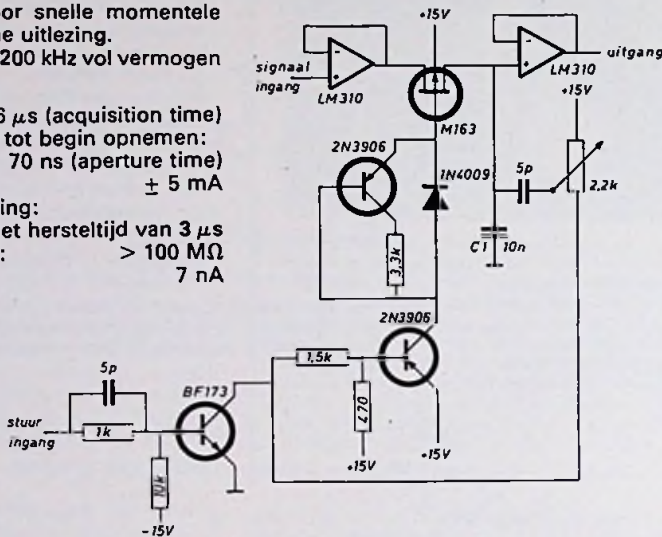 oor snelle momentele
ne uitlezing.
200 kHz vol vermogen
6 μs (acquisition time)
tot begin opnemen:
70 ns (aperture time)
± 5 mA
ing:
et hersteltijd van 3 μs
: > 100 MΩ
7 nA
+15V
signaal
ingang
LM310
M163
LM310
uitgang
+15V
2N3906
1N4009
5p
2,2k
3,3k
C1 10n
2N3906
1,5k
5p
BF173
470
stuur
ingang
1k
+15V
+15V
10k
-15V